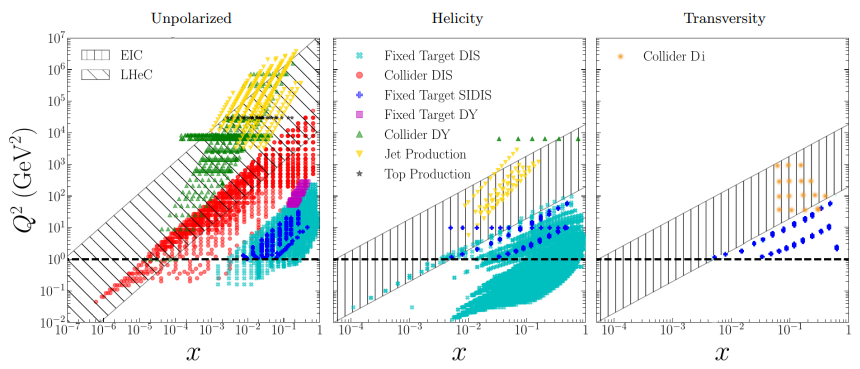 Unpolarized Helicity Transversity
EIC
LHeC
Fixed Target DIS
Collider DIS
Fixed Target SIDIS
Fixed Target DY
Collider DY
Jet Production
Top Production
Collider Di
Q² (GeV²)
10⁷
10⁶
10⁵
10⁴
10³
10²
10¹
10⁰
10⁻¹
10⁻²
10⁻⁷ 10⁻⁶ 10⁻⁵ 10⁻⁴ 10⁻³ 10⁻² 10⁻¹ 1
10⁻⁴ 10⁻³ 10⁻² 10⁻¹ 1
10⁻⁴ 10⁻³ 10⁻² 10⁻¹ 1
x x x